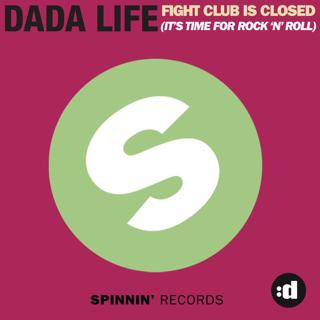 DADA LIFE
FIGHT CLUB IS CLOSED
(IT'S TIME FOR ROCK 'N' ROLL)
S
SPINNIN' RECORDS
:d